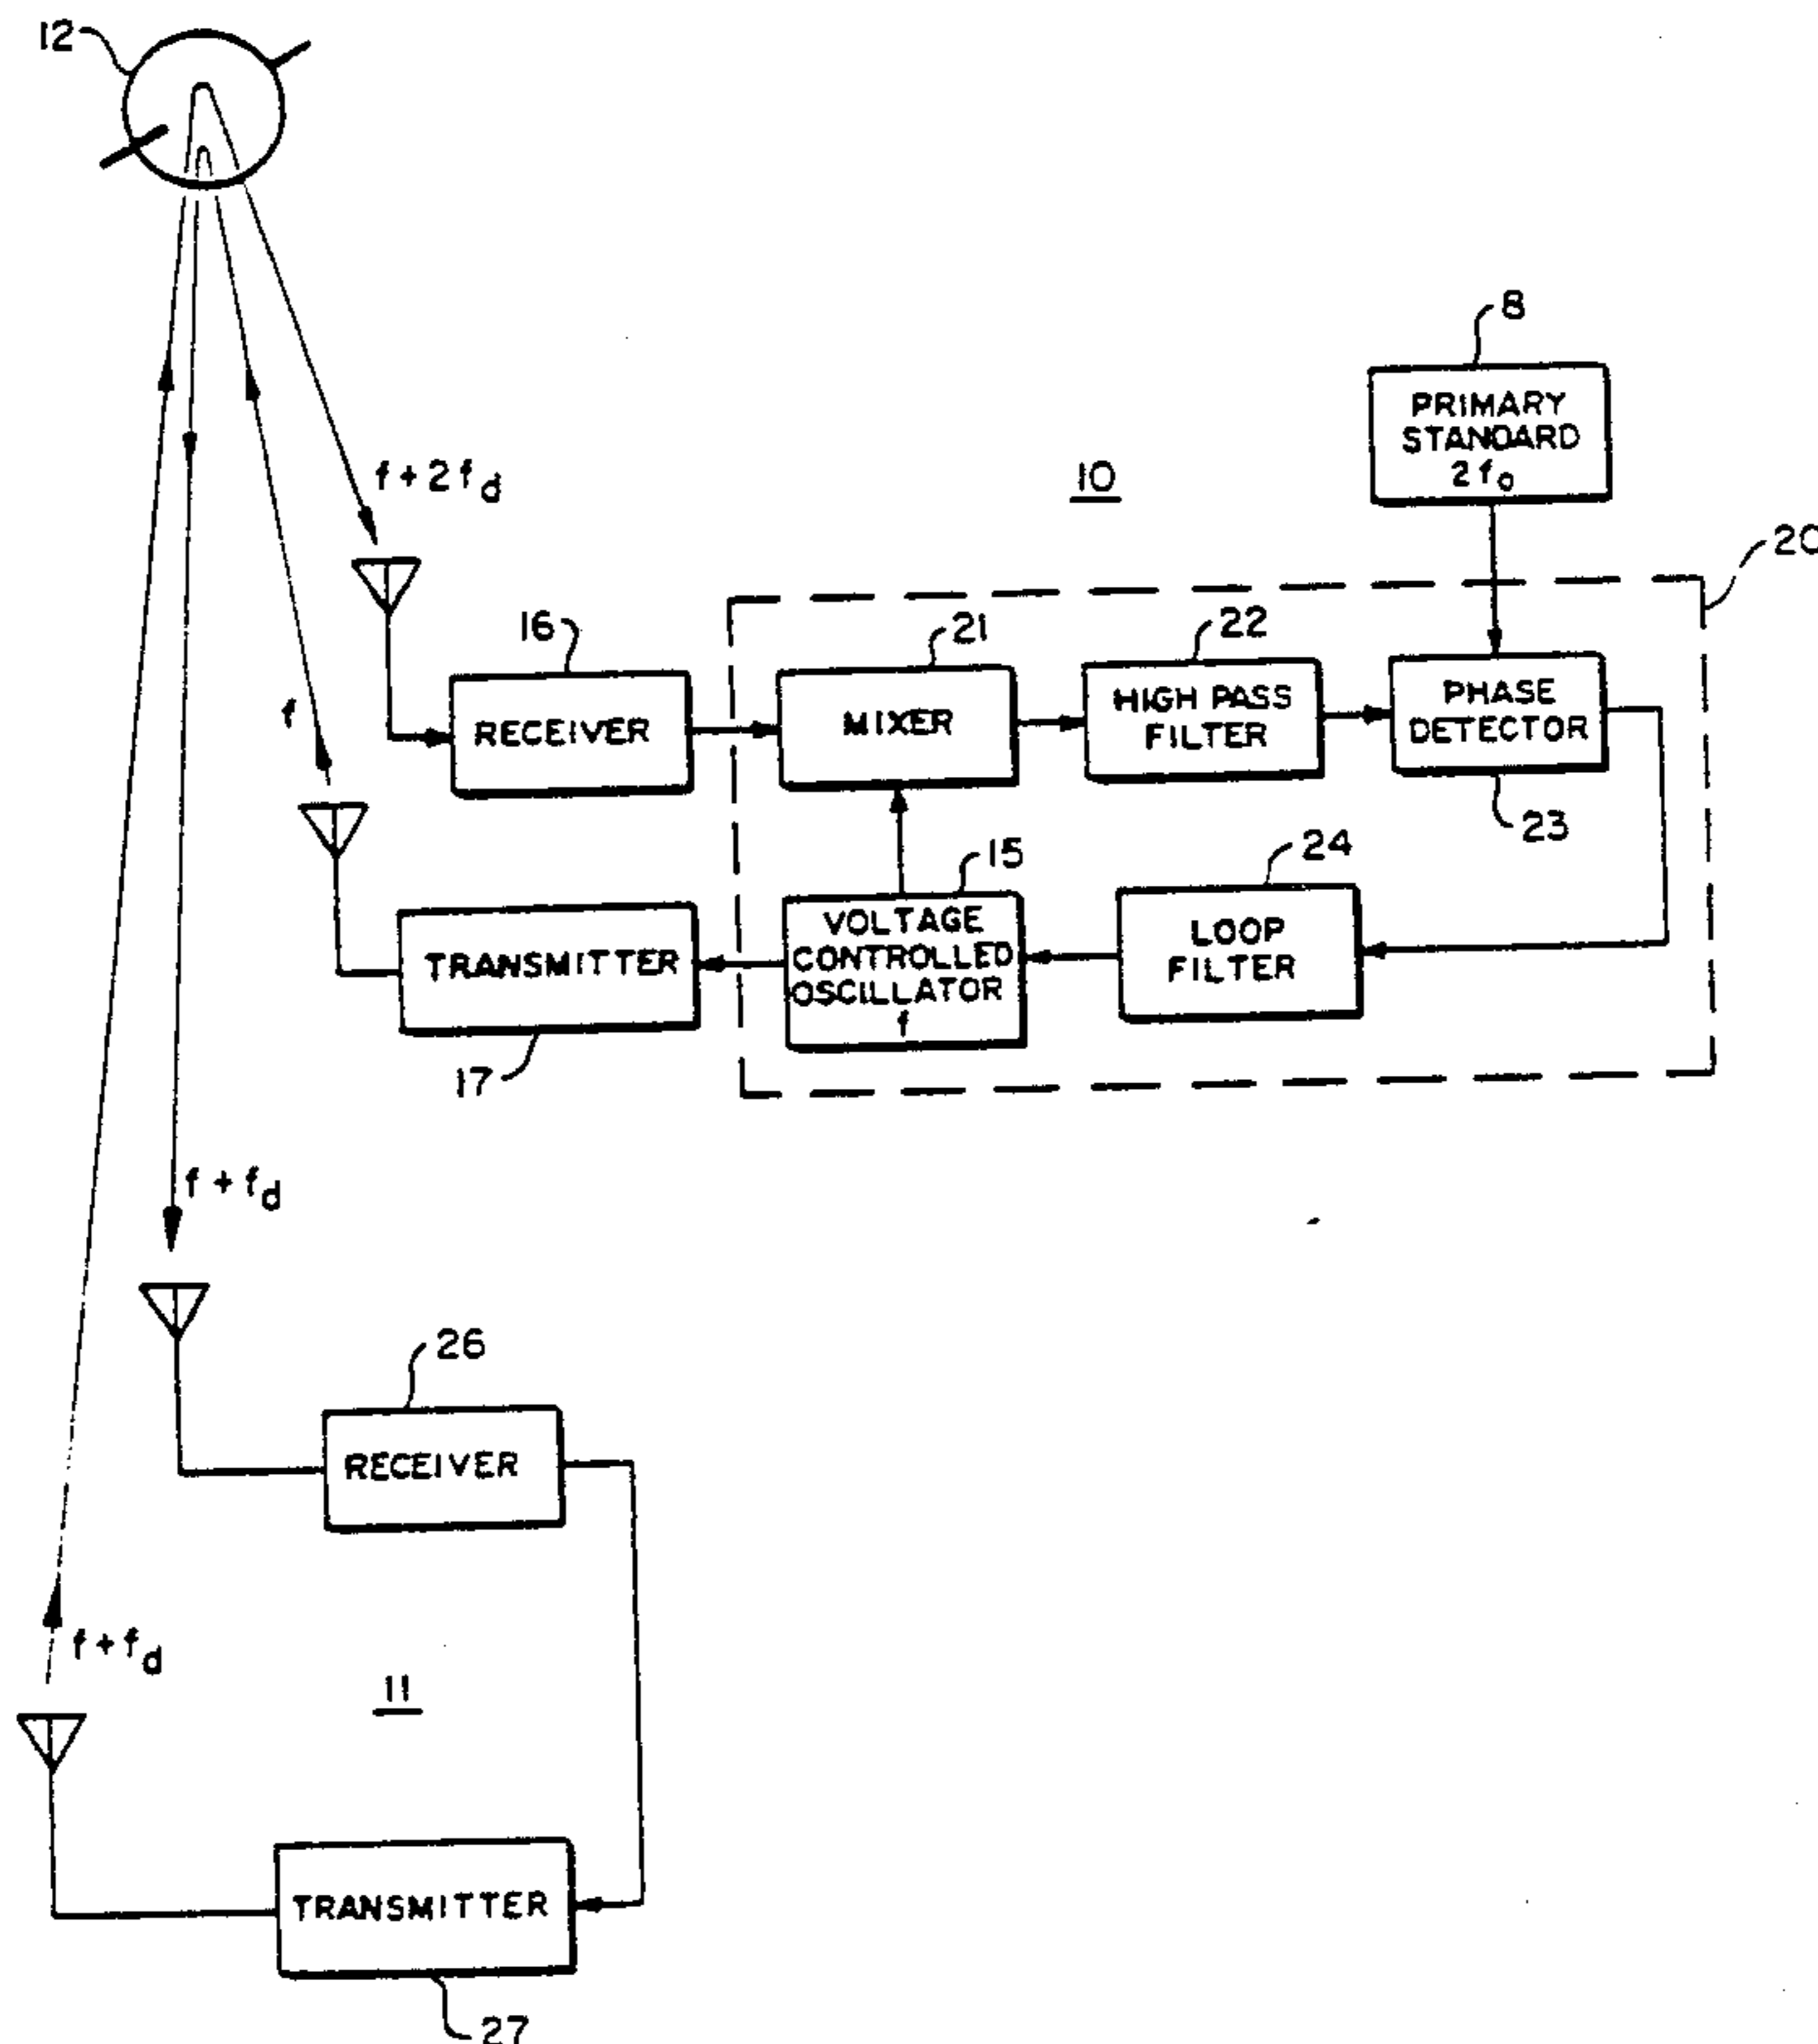 12
8
PRIMARY
STANDARD
2f₀
f + 2f_d
10
20
16
21
22
RECEIVER
MIXER
HIGH PASS
FILTER
PHASE
DETECTOR
f
23
15
24
TRANSMITTER
VOLTAGE
CONTROLLED
OSCILLATOR
f
LOOP
FILTER
17
f + f_d
26
RECEIVER
f + f_d
11
TRANSMITTER
27